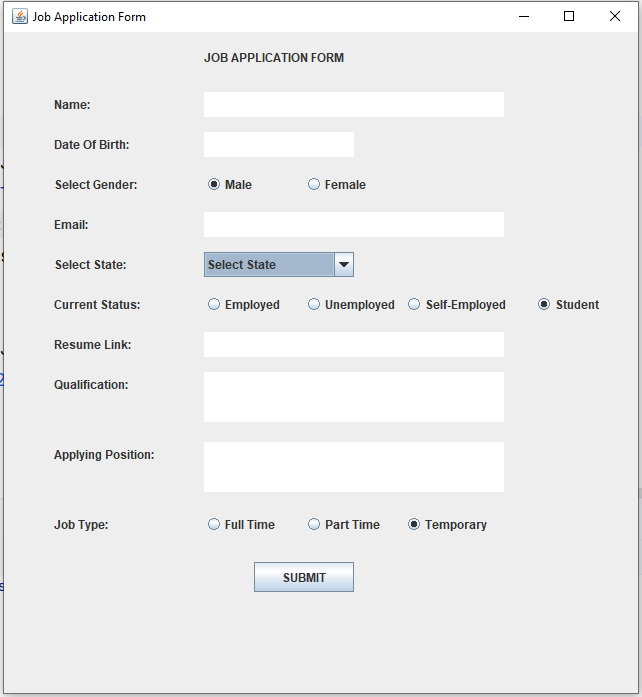 Job Application Form
JOB APPLICATION FORM
Name:
Date Of Birth:
Select Gender: Male Female
Email:
Select State: Select State
Current Status: Employed Unemployed Self-Employed Student
Resume Link:
Qualification:
Applying Position:
Job Type: Full Time Part Time Temporary
SUBMIT